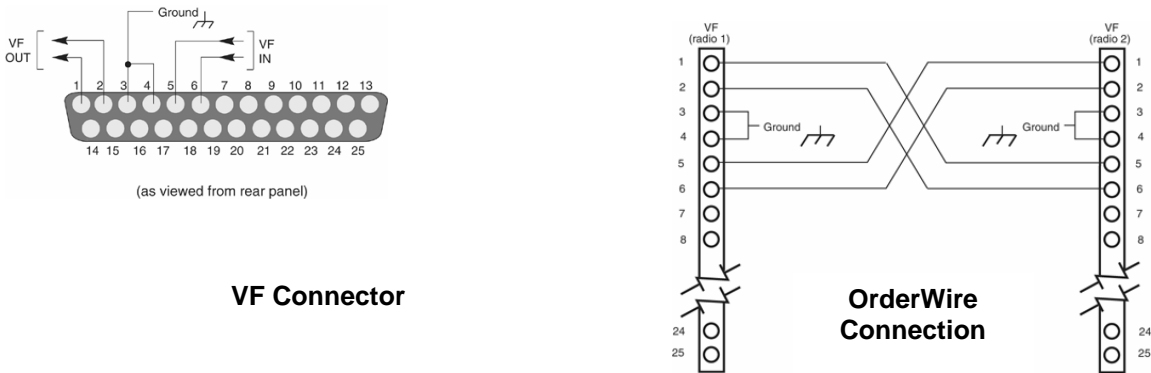 Ground
VF
OUT
VF
IN
1 2 3 4 5 6 7 8 9 10 11 12 13
14 15 16 17 18 19 20 21 22 23 24 25
(as viewed from rear panel)
VF Connector
VF
(radio 1)
1
2
3
4
5
6
7
8
24
25
Ground
Ground
VF
(radio 2)
1
2
3
4
5
6
7
8
24
25
OrderWire
Connection